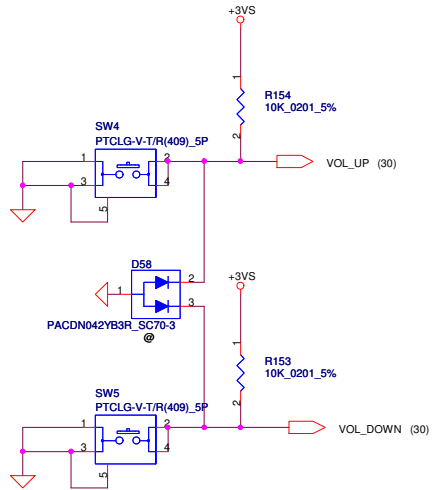 +3VS
1
R154
10K_0201_5%
2
SW4
PTCLG-V-T/R(409)_5P
1
2
3
4
5
VOL_UP (30)
D58
1
2
3
PACDN042YB3R_SC70-3
@
+3VS
1
R153
10K_0201_5%
2
SW5
PTCLG-V-T/R(409)_5P
1
2
3
4
5
VOL_DOWN (30)